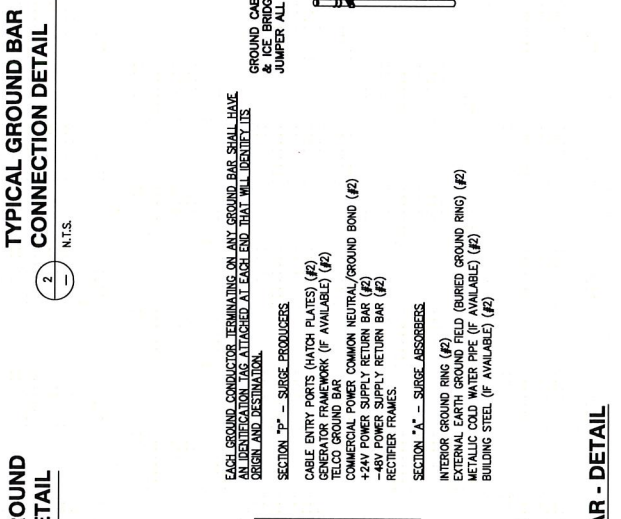 TYPICAL GROUND BAR
CONNECTION DETAIL
2
N.T.S.
EACH GROUND CONDUCTOR TERMINATING ON ANY GROUND BAR SHALL HAVE
AN IDENTIFICATION TAG ATTACHED AT EACH END THAT WILL IDENTIFY ITS
ORIGIN AND DESTINATION.
SECTION "P" - SURGE PRODUCERS
CABLE ENTRY PORTS (HATCH PLATES) (#2)
GENERATOR FRAMEWORK (IF AVAILABLE) (#2)
TELCO GROUND BAR
COMMERCIAL POWER COMMON NEUTRAL/GROUND BOND (#2)
+24V POWER SUPPLY RETURN BAR (#2)
-48V POWER SUPPLY RETURN BAR (#2)
RECTIFIER FRAMES.
SECTION "A" - SURGE ABSORBERS
INTERIOR GROUND RING (#2)
EXTERNAL EARTH GROUND FIELD (BURIED GROUND RING) (#2)
METALLIC COLD WATER PIPE (IF AVAILABLE) (#2)
BUILDING STEEL (IF AVAILABLE) (#2)
GROUND CAB
& ICE BRIDG
JUMPER ALL
OUND
ETAIL
AR - DETAIL